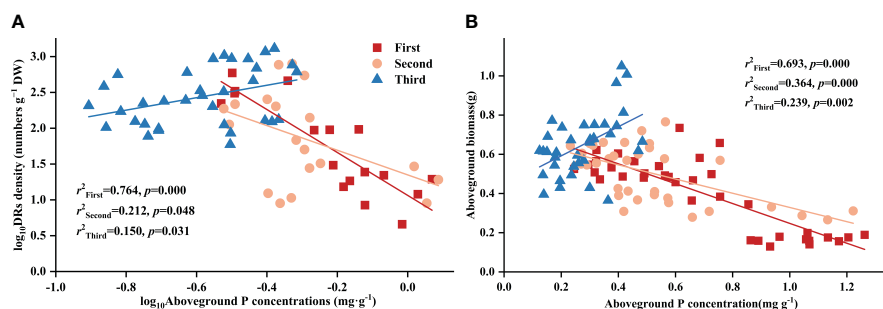 A
B
3.0
2.5
2.0
1.5
1.0
0.5
0.0
-1.0
-0.8
-0.6
-0.4
-0.2
0.0
log10DRs density (numbers g-1 DW)
log10Aboveground P concentrations (mg·g-1)
First
Second
Third
r2First=0.764, p=0.000
r2Second=0.212, p=0.048
r2Third=0.150, p=0.031
1.0
0.8
0.6
0.4
0.2
0.0
0.0
0.2
0.4
0.6
0.8
1.0
1.2
Aboveground biomass(g)
Aboveground P concentration(mg g-1)
r2First=0.693, p=0.000
r2Second=0.364, p=0.000
r2Third=0.239, p=0.002